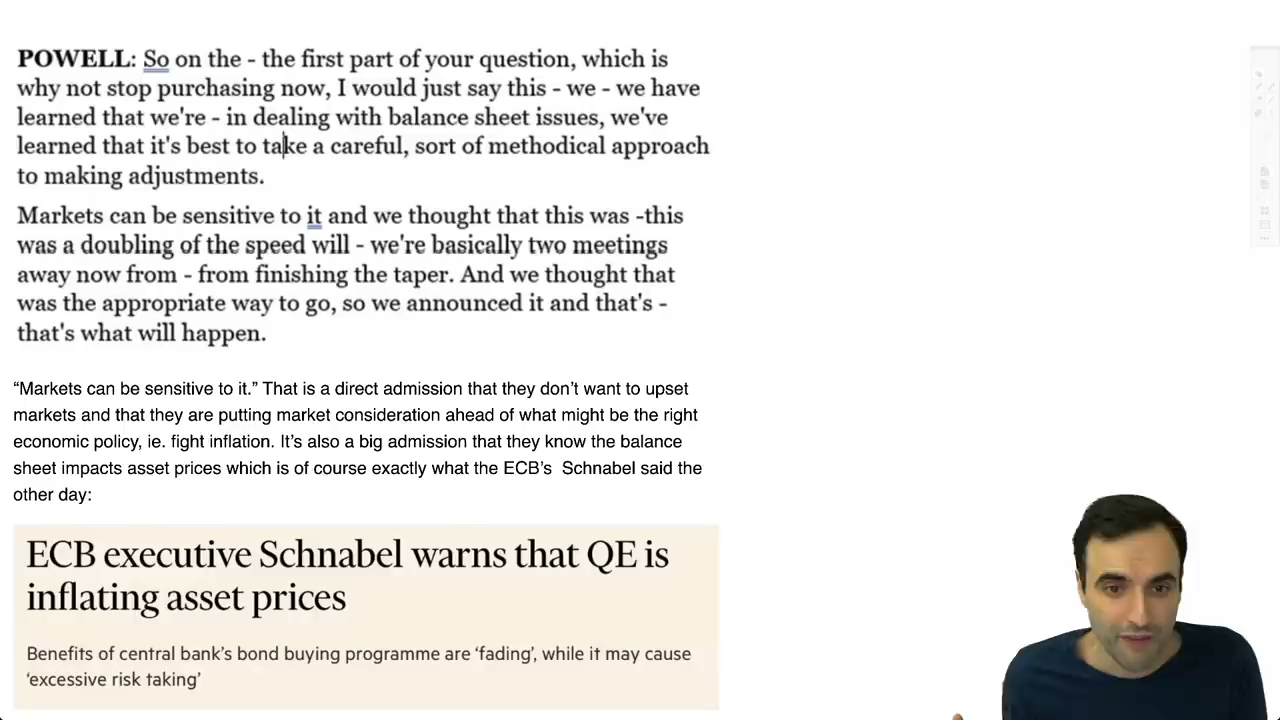 POWELL: So on the - the first part of your question, which is
why not stop purchasing now, I would just say this - we - we have
learned that we're - in dealing with balance sheet issues, we've
learned that it's best to take a careful, sort of methodical approach
to making adjustments.
Markets can be sensitive to it and we thought that this was -this
was a doubling of the speed will - we're basically two meetings
away now from - from finishing the taper. And we thought that
was the appropriate way to go, so we announced it and that's -
that's what will happen.
“Markets can be sensitive to it.” That is a direct admission that they don’t want to upset
markets and that they are putting market consideration ahead of what might be the right
economic policy, ie. fight inflation. It’s also a big admission that they know the balance
sheet impacts asset prices which is of course exactly what the ECB’s  Schnabel said the
other day:
ECB executive Schnabel warns that QE is
inflating asset prices
Benefits of central bank’s bond buying programme are ‘fading’, while it may cause
‘excessive risk taking’